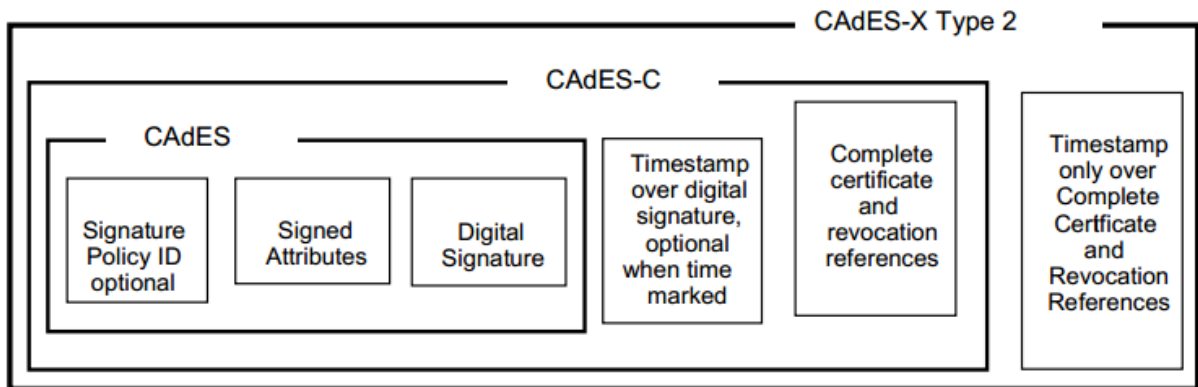 CAdES-X Type 2
CAdES-C
CAdES
Signature
Policy ID
optional
Signed
Attributes
Digital
Signature
Timestamp
over digital
signature,
optional
when time
marked
Complete
certificate
and
revocation
references
Timestamp
only over
Complete
Certficate
and
Revocation
References